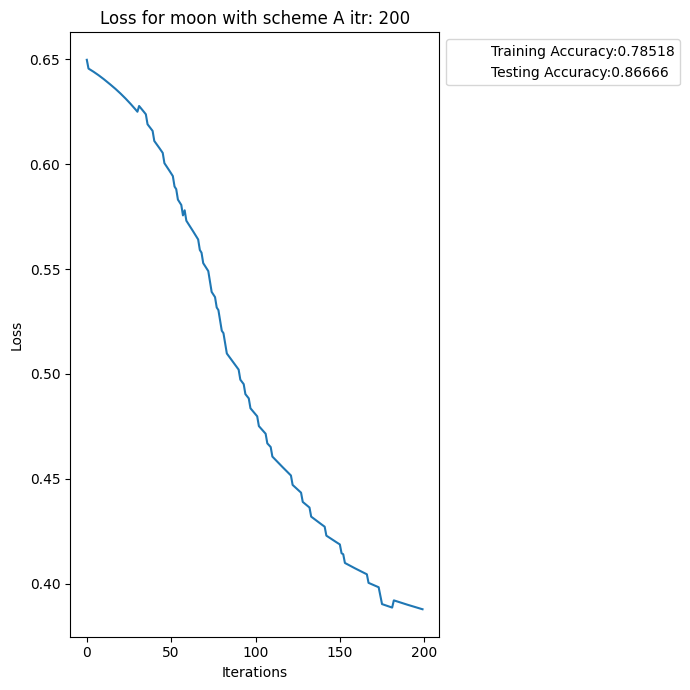 Loss for moon with scheme A itr: 200
Training Accuracy:0.78518
Testing Accuracy:0.86666
0.65
0.60
0.55
0.50
0.45
0.40
Loss
0 50 100 150 200
Iterations